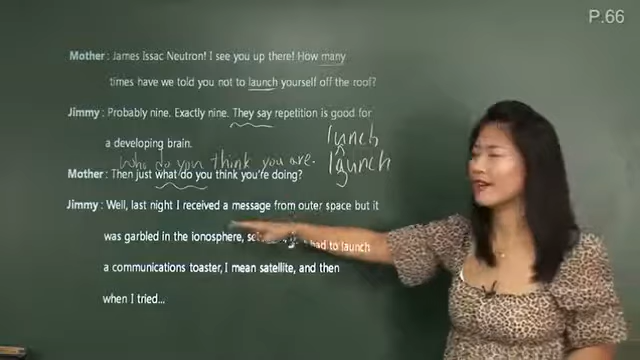 P.66
Mother : James Issac Neutron! I see you up there! How many
times have we told you not to launch yourself off the roof?
Jimmy : Probably nine. Exactly nine. They say repetition is good for
a developing brain.
lunch
who do you think you are.
launch
Mother : Then just what do you think you're doing?
Jimmy : Well, last night I received a message from outer space but it
was garbled in the ionosphere, had to launch
a communications toaster, I mean satellite, and then
when I tried...